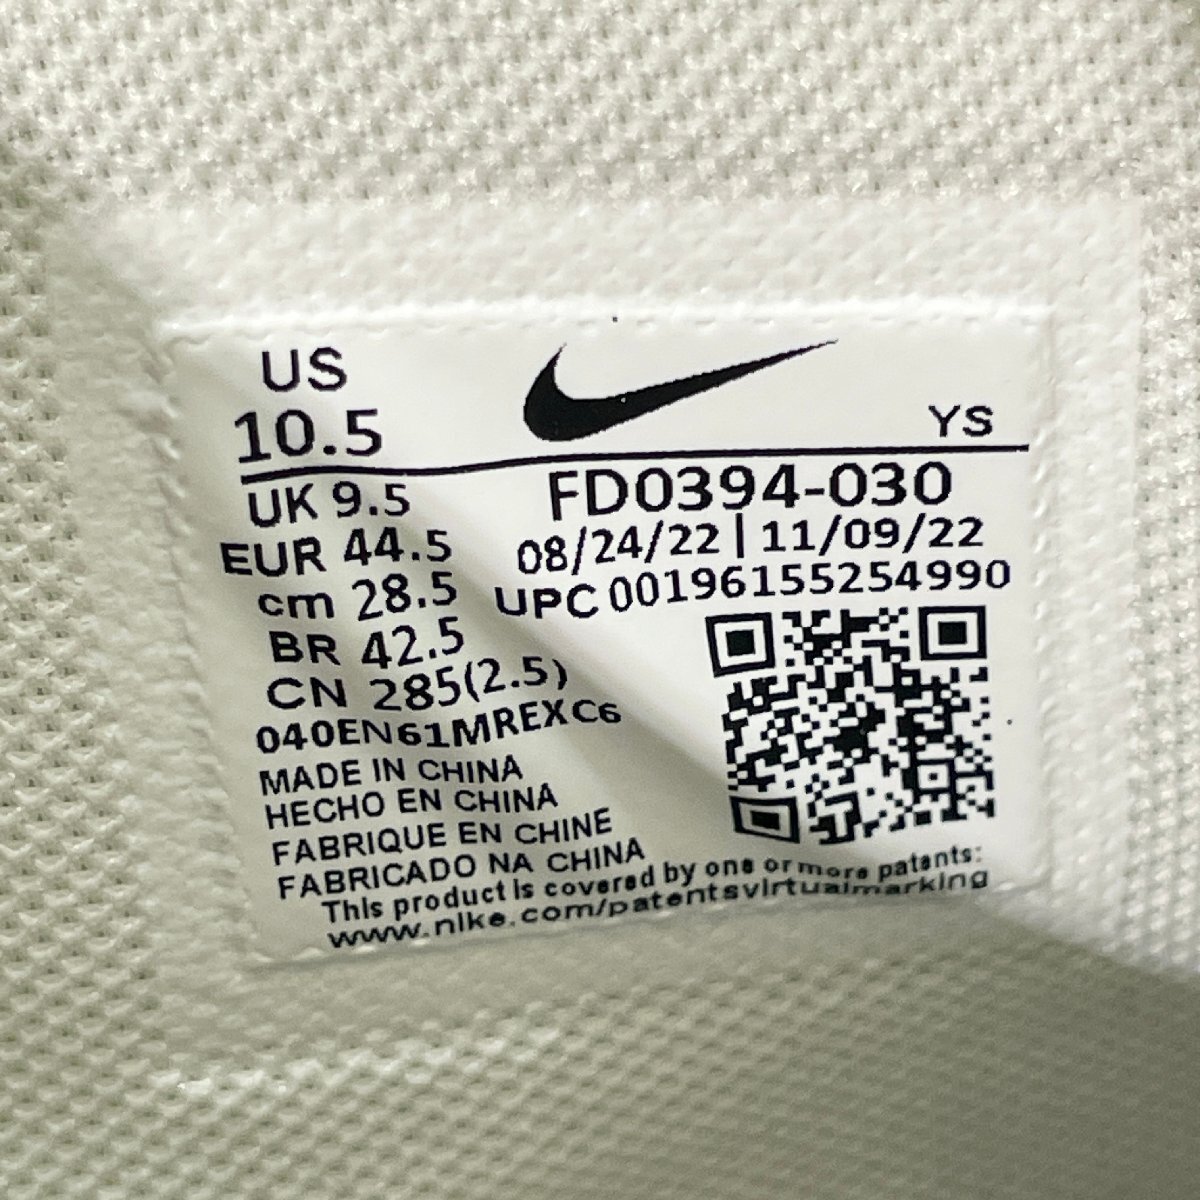 US
10.5
YS
UK 9.5
EUR 44.5
cm 28.5
BR 42.5
CN 285(2.5)
FD0394-030
08/24/22 | 11/09/22
UPC 00196155254990
040EN61MREXC6
MADE IN CHINA
HECHO EN CHINA
FABRIQUE EN CHINE
FABRICADO NA CHINA
This product is covered by one or more patents:
www.nike.com/patentsvirtualmarking